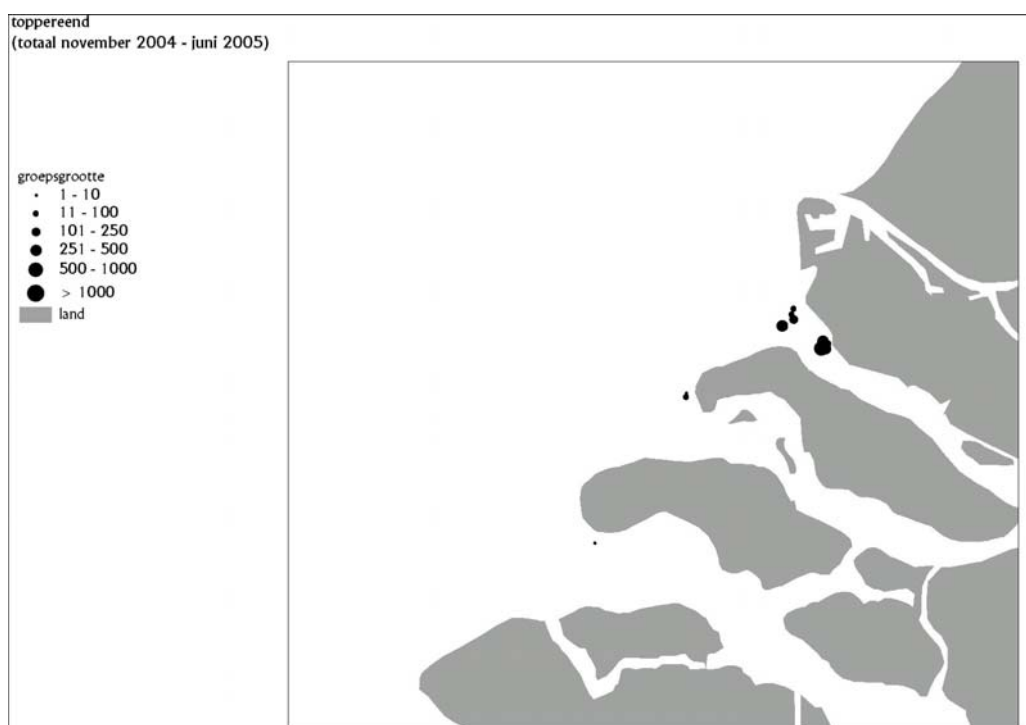 toppereend
(totaal november 2004 - juni 2005)
groepsgrootte
1 - 10
11 - 100
101 - 250
251 - 500
500 - 1000
> 1000
land